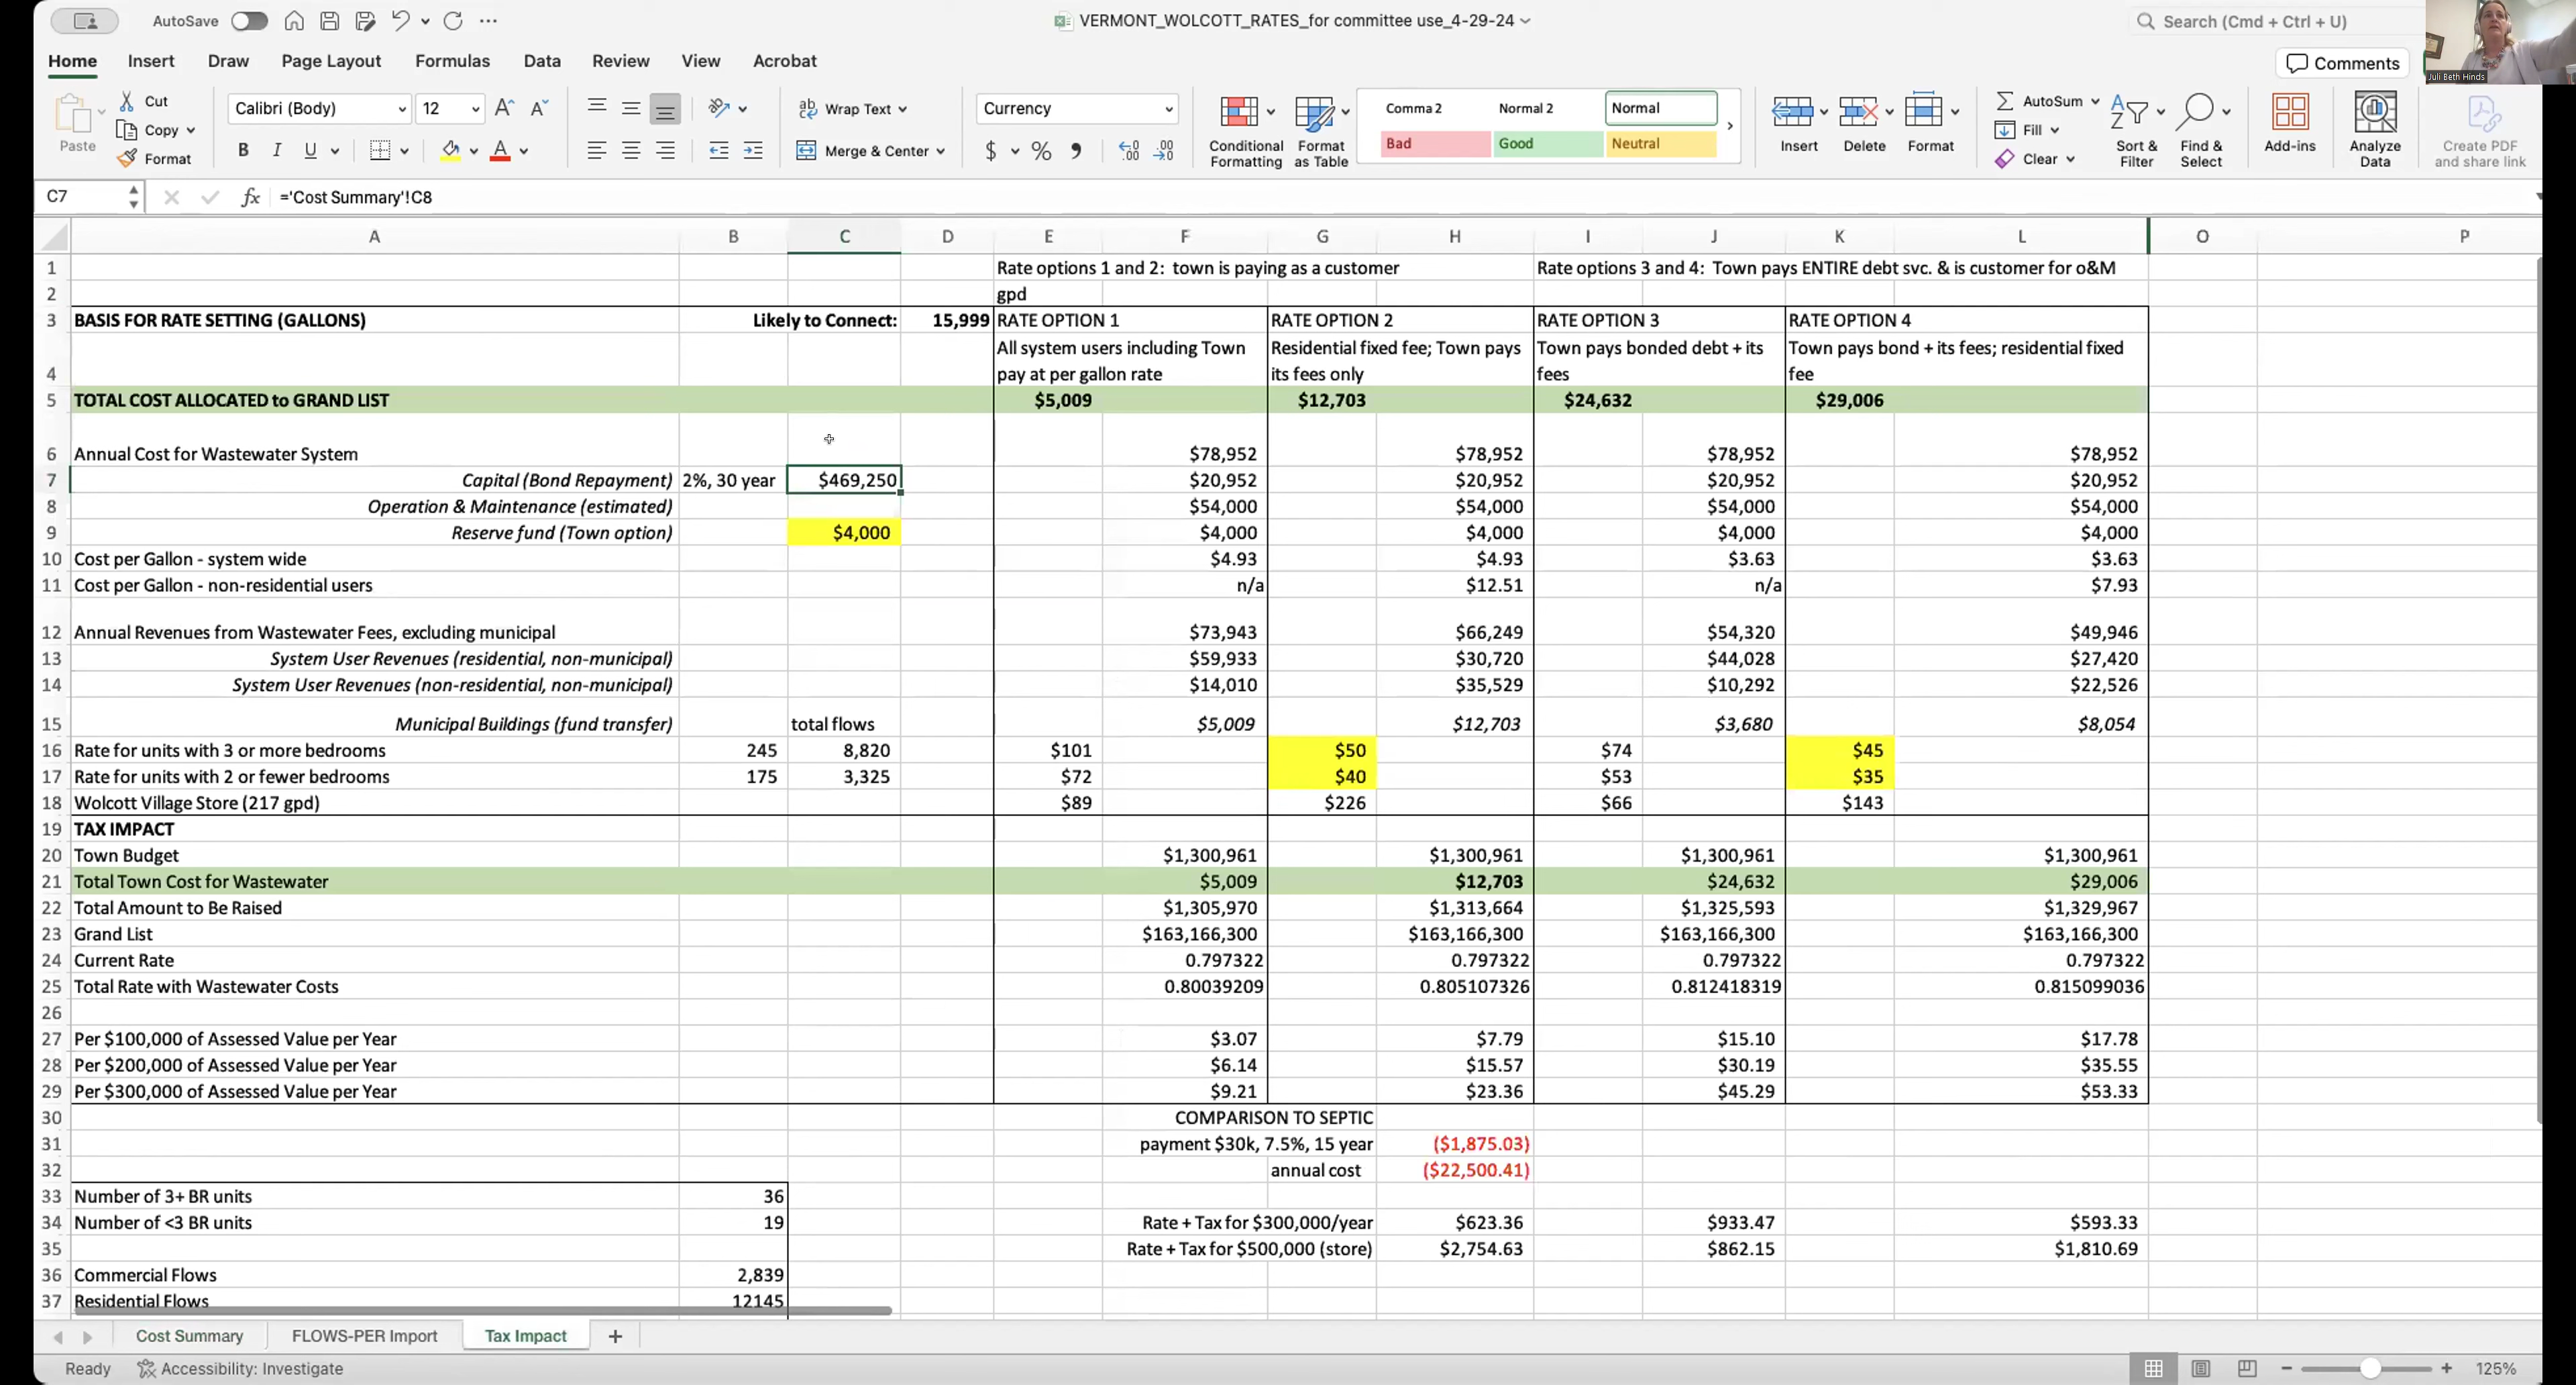 AutoSave
VERMONT_WOLCOTT_RATES_for committee use_4-29-24
Search (Cmd + Ctrl + U)
Juli Beth Hinds
Home Insert Draw Page Layout Formulas Data Review View Acrobat
Comments
Paste
Cut
Copy
Format
Calibri (Body) 12
B I U
ab Wrap Text
Merge & Center
Currency
$ %
Conditional Formatting
Format as Table
Comma 2 Normal 2 Normal
Bad Good Neutral
Insert Delete Format
AutoSum
Fill
Clear
Sort & Filter
Find & Select
Add-ins
Analyze Data
Create PDF and share link
C7 fx ='Cost Summary'!C8
A B C D E F G H I J K L O P
1 Rate options 1 and 2: town is paying as a customer Rate options 3 and 4: Town pays ENTIRE debt svc. & is customer for o&M
2 gpd
3 BASIS FOR RATE SETTING (GALLONS) Likely to Connect: 15,999 RATE OPTION 1 RATE OPTION 2 RATE OPTION 3 RATE OPTION 4
4 All system users including Town pay at per gallon rate Residential fixed fee; Town pays its fees only Town pays bonded debt + its fees Town pays bond + its fees; residential fixed fee
5 TOTAL COST ALLOCATED to GRAND LIST $5,009 $12,703 $24,632 $29,006
6 Annual Cost for Wastewater System $78,952 $78,952 $78,952 $78,952
7 Capital (Bond Repayment) 2%, 30 year $469,250 $20,952 $20,952 $20,952 $20,952
8 Operation & Maintenance (estimated) $54,000 $54,000 $54,000 $54,000
9 Reserve fund (Town option) $4,000 $4,000 $4,000 $4,000 $4,000
10 Cost per Gallon - system wide $4.93 $4.93 $3.63 $3.63
11 Cost per Gallon - non-residential users n/a $12.51 n/a $7.93
12 Annual Revenues from Wastewater Fees, excluding municipal $73,943 $66,249 $54,320 $49,946
13 System User Revenues (residential, non-municipal) $59,933 $30,720 $44,028 $27,420
14 System User Revenues (non-residential, non-municipal) $14,010 $35,529 $10,292 $22,526
15 Municipal Buildings (fund transfer) total flows $5,009 $12,703 $3,680 $8,054
16 Rate for units with 3 or more bedrooms 245 8,820 $101 $50 $74 $45
17 Rate for units with 2 or fewer bedrooms 175 3,325 $72 $40 $53 $35
18 Wolcott Village Store (217 gpd) $89 $226 $66 $143
19 TAX IMPACT
20 Town Budget $1,300,961 $1,300,961 $1,300,961 $1,300,961
21 Total Town Cost for Wastewater $5,009 $12,703 $24,632 $29,006
22 Total Amount to Be Raised $1,305,970 $1,313,664 $1,325,593 $1,329,967
23 Grand List $163,166,300 $163,166,300 $163,166,300 $163,166,300
24 Current Rate 0.797322 0.797322 0.797322 0.797322
25 Total Rate with Wastewater Costs 0.80039209 0.805107326 0.812418319 0.815099036
26
27 Per $100,000 of Assessed Value per Year $3.07 $7.79 $15.10 $17.78
28 Per $200,000 of Assessed Value per Year $6.14 $15.57 $30.19 $35.55
29 Per $300,000 of Assessed Value per Year $9.21 $23.36 $45.29 $53.33
30 COMPARISON TO SEPTIC
31 payment $30k, 7.5%, 15 year ($1,875.03)
32 annual cost ($22,500.41)
33 Number of 3+ BR units 36
34 Number of <3 BR units 19 Rate + Tax for $300,000/year $623.36 $933.47 $593.33
35 Rate + Tax for $500,000 (store) $2,754.63 $862.15 $1,810.69
36 Commercial Flows 2,839
37 Residential Flows 12145
Cost Summary FLOWS-PER Import Tax Impact +
Ready Accessibility: Investigate 125%